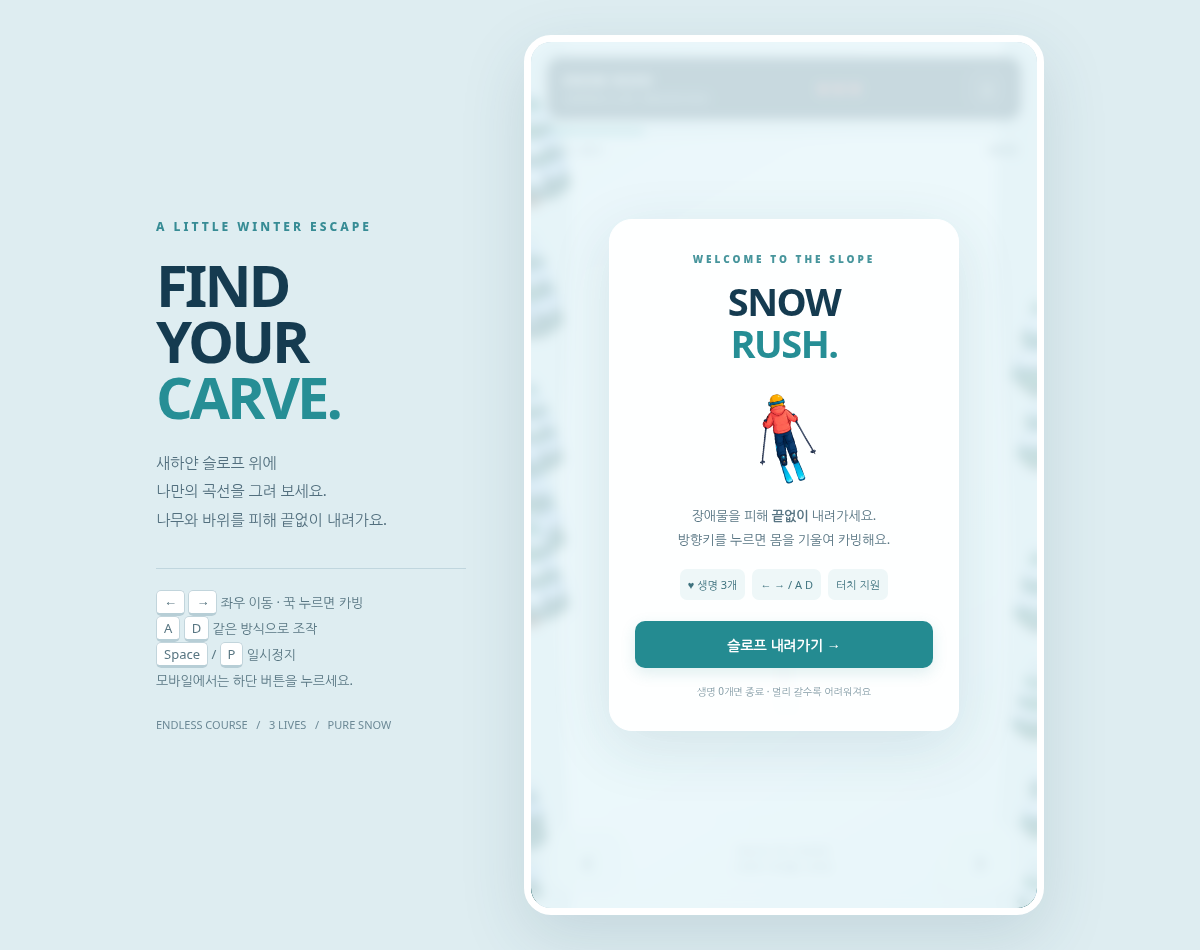 A LITTLE WINTER ESCAPE
FIND
YOUR
CARVE.
새하얀 슬로프 위에
나만의 곡선을 그려 보세요.
나무와 바위를 피해 끝없이 내려가요.
← → 좌우 이동 · 꾹 누르면 카빙
A D 같은 방식으로 조작
Space / P 일시정지
모바일에서는 하단 버튼을 누르세요.
ENDLESS COURSE / 3 LIVES / PURE SNOW
WELCOME TO THE SLOPE
SNOW
RUSH.
장애물을 피해 끝없이 내려가세요.
방향키를 누르면 몸을 기울여 카빙해요.
♥ 생명 3개 ← → / A D 터치 지원
슬로프 내려가기 →
생명 0개면 종료 · 멀리 갈수록 어려워져요